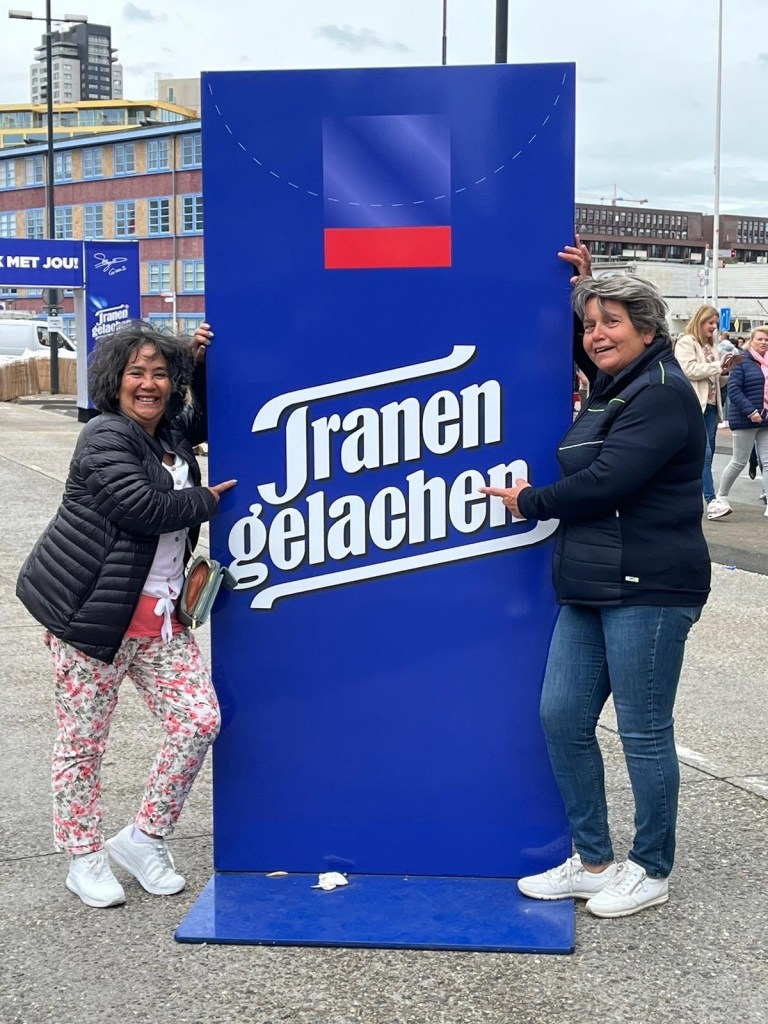 K MET JOU!
Tranen
gelachen
Tranen
gelachen